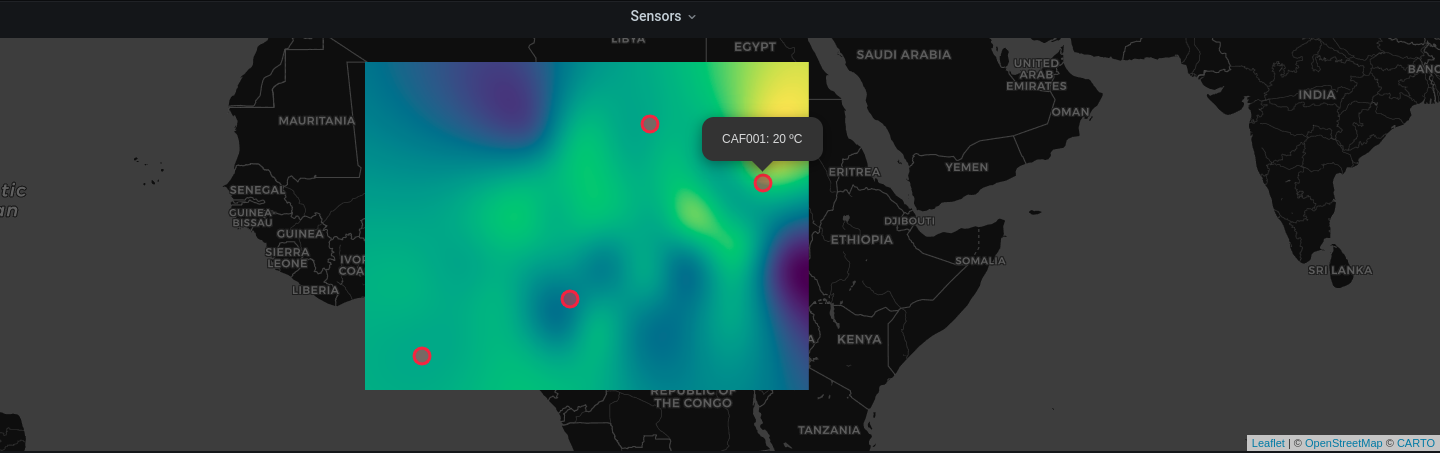 Sensors
LIBYA
EGYPT
SAUDI ARABIA
UNITED
ARAB
EMIRATES
BANG
INDIA
OMAN
MAURITANIA
CAF001: 20 ºC
YEMEN
ERITREA
tic
an
SENEGAL
GUINEA-
BISSAU
DJIBOUTI
GUINEA
ETHIOPIA
SIERRA
LEONE
IVOR
COA
SOMALIA
SRI LANKA
LIBERIA
A
KENYA
REPUBLIC OF
THE CONGO
TANZANIA
Leaflet | © OpenStreetMap © CARTO